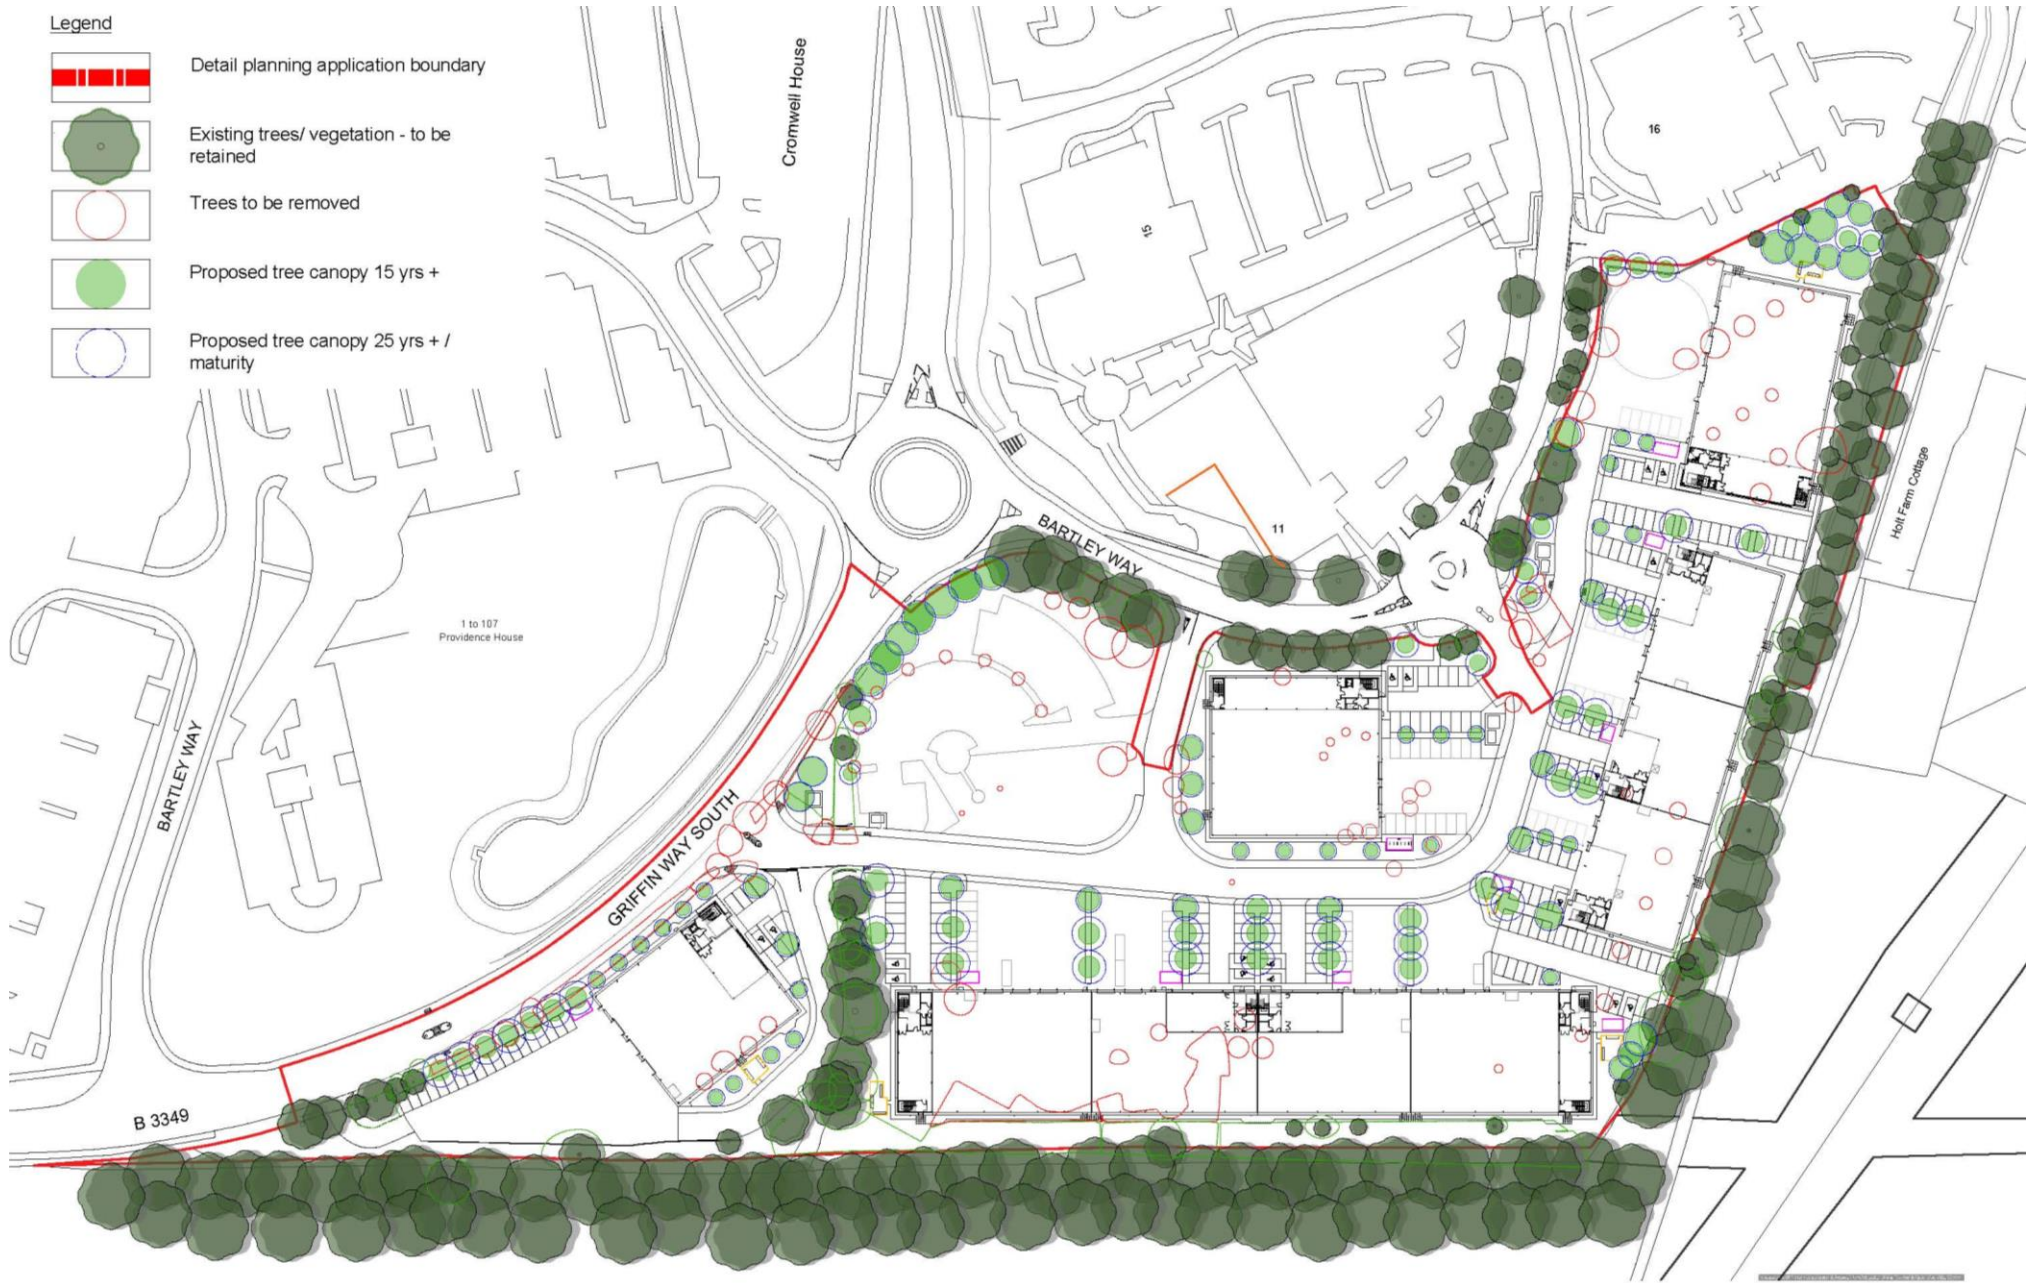 Legend
Detail planning application boundary
Existing trees/ vegetation - to be
retained
Trees to be removed
Proposed tree canopy 15 yrs +
Proposed tree canopy 25 yrs + /
maturity
Cromwell House
16
15
11
BARTLEY WAY
Holt Farm Cottage
1 to 107
Providence House
BARTLEY WAY
GRIFFIN WAY SOUTH
B 3349